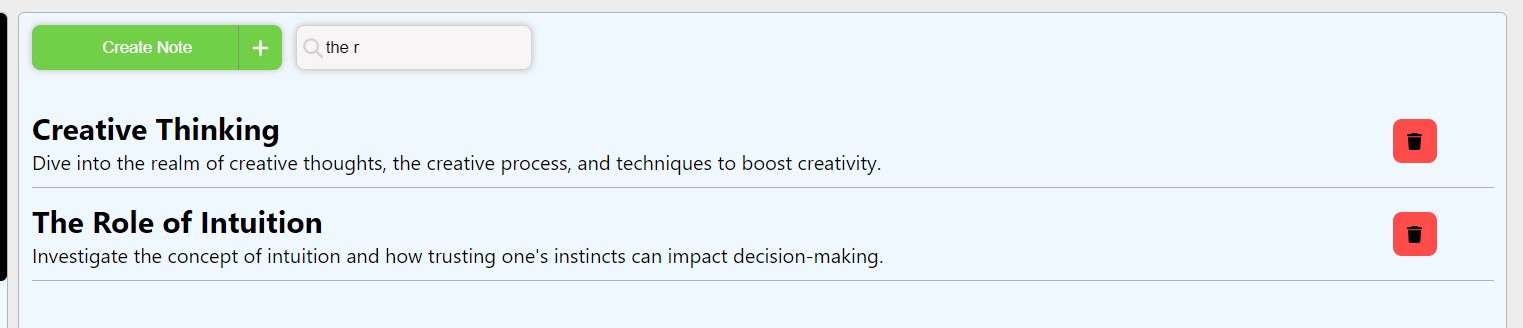 Create Note +
the r
Creative Thinking
Dive into the realm of creative thoughts, the creative process, and techniques to boost creativity.
The Role of Intuition
Investigate the concept of intuition and how trusting one's instincts can impact decision-making.